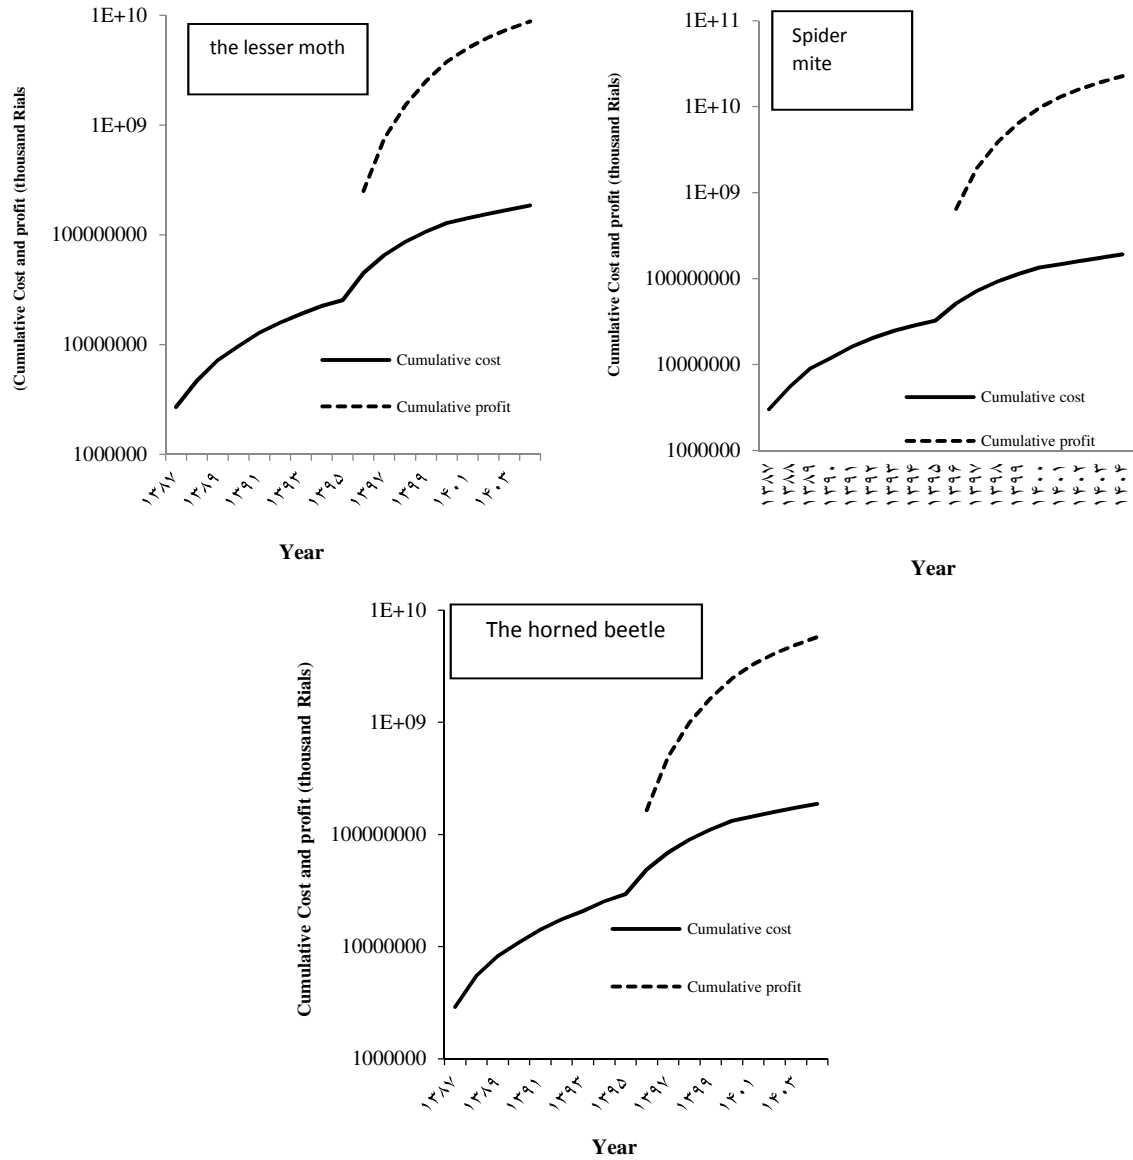 the lesser moth
(Cumulative Cost and profit (thousand Rials
1E+10
1E+09
100000000
10000000
1000000
Cumulative cost
Cumulative profit
۱۳۸۷
۱۳۸۹
۱۳۹۱
۱۳۹۳
۱۳۹۵
۱۳۹۷
۱۳۹۹
۱۴۰۱
۱۴۰۳
Year
Spider
mite
Cumulative Cost and profit (thousand Rials)
1E+11
1E+10
1E+09
100000000
10000000
1000000
Cumulative cost
Cumulative profit
۱۳۸۷
۱۳۸۸
۱۳۸۹
۱۳۹۰
۱۳۹۱
۱۳۹۲
۱۳۹۳
۱۳۹۴
۱۳۹۵
۱۳۹۶
۱۳۹۷
۱۳۹۸
۱۳۹۹
۱۴۰۰
۱۴۰۱
۱۴۰۲
۱۴۰۳
۱۴۰۴
Year
The horned beetle
Cumulative Cost and profit (thousand Rials)
1E+10
1E+09
100000000
10000000
1000000
Cumulative cost
Cumulative profit
۱۳۸۷
۱۳۸۹
۱۳۹۱
۱۳۹۳
۱۳۹۵
۱۳۹۷
۱۳۹۹
۱۴۰۱
۱۴۰۳
Year